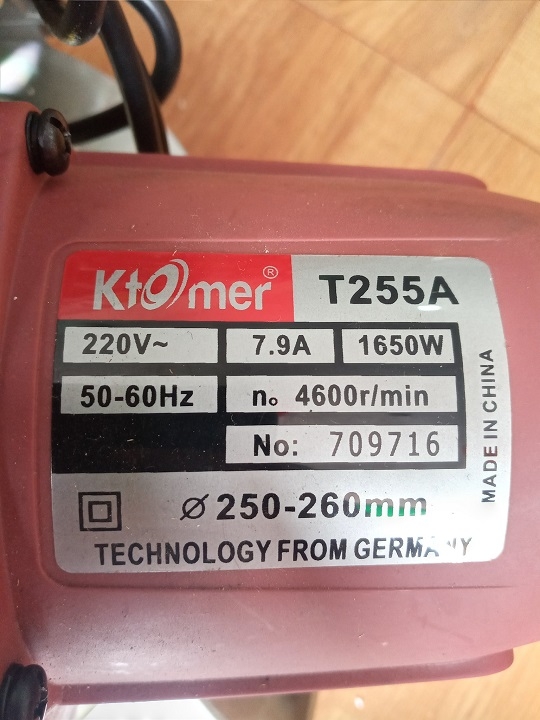 Ktomer® T255A
220V~ 7.9A 1650W
50-60Hz n。 4600r/min
No: 709716
MADE IN CHINA
Ø 250-260mm
TECHNOLOGY FROM GERMANY